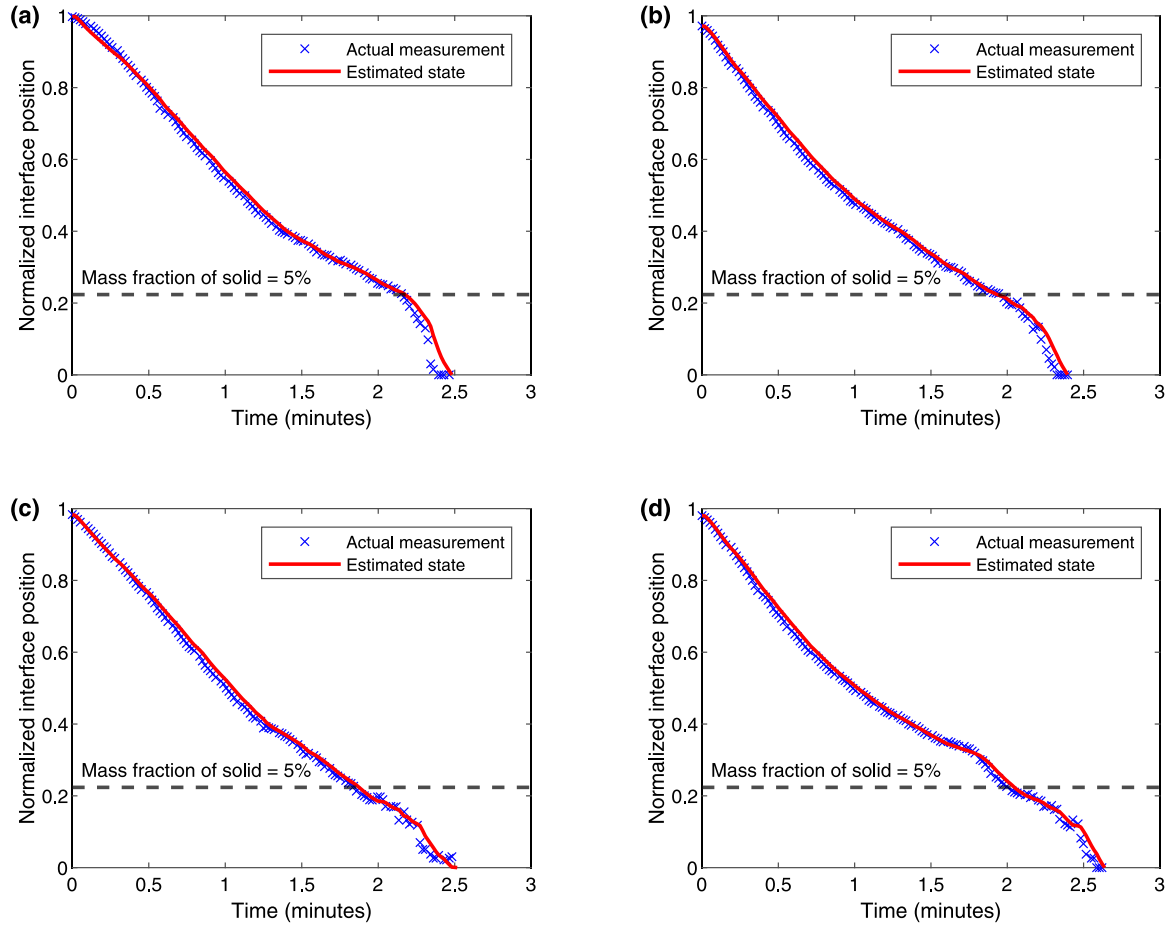 (a)
1
0.8
0.6
0.4
0.2
0
Normalized interface position
Actual measurement
Estimated state
Mass fraction of solid = 5%
0 0.5 1 1.5 2 2.5 3
Time (minutes)
(b)
1
0.8
0.6
0.4
0.2
0
Normalized interface position
Actual measurement
Estimated state
Mass fraction of solid = 5%
0 0.5 1 1.5 2 2.5 3
Time (minutes)
(c)
1
0.8
0.6
0.4
0.2
0
Normalized interface position
Actual measurement
Estimated state
Mass fraction of solid = 5%
0 0.5 1 1.5 2 2.5 3
Time (minutes)
(d)
1
0.8
0.6
0.4
0.2
0
Normalized interface position
Actual measurement
Estimated state
Mass fraction of solid = 5%
0 0.5 1 1.5 2 2.5 3
Time (minutes)